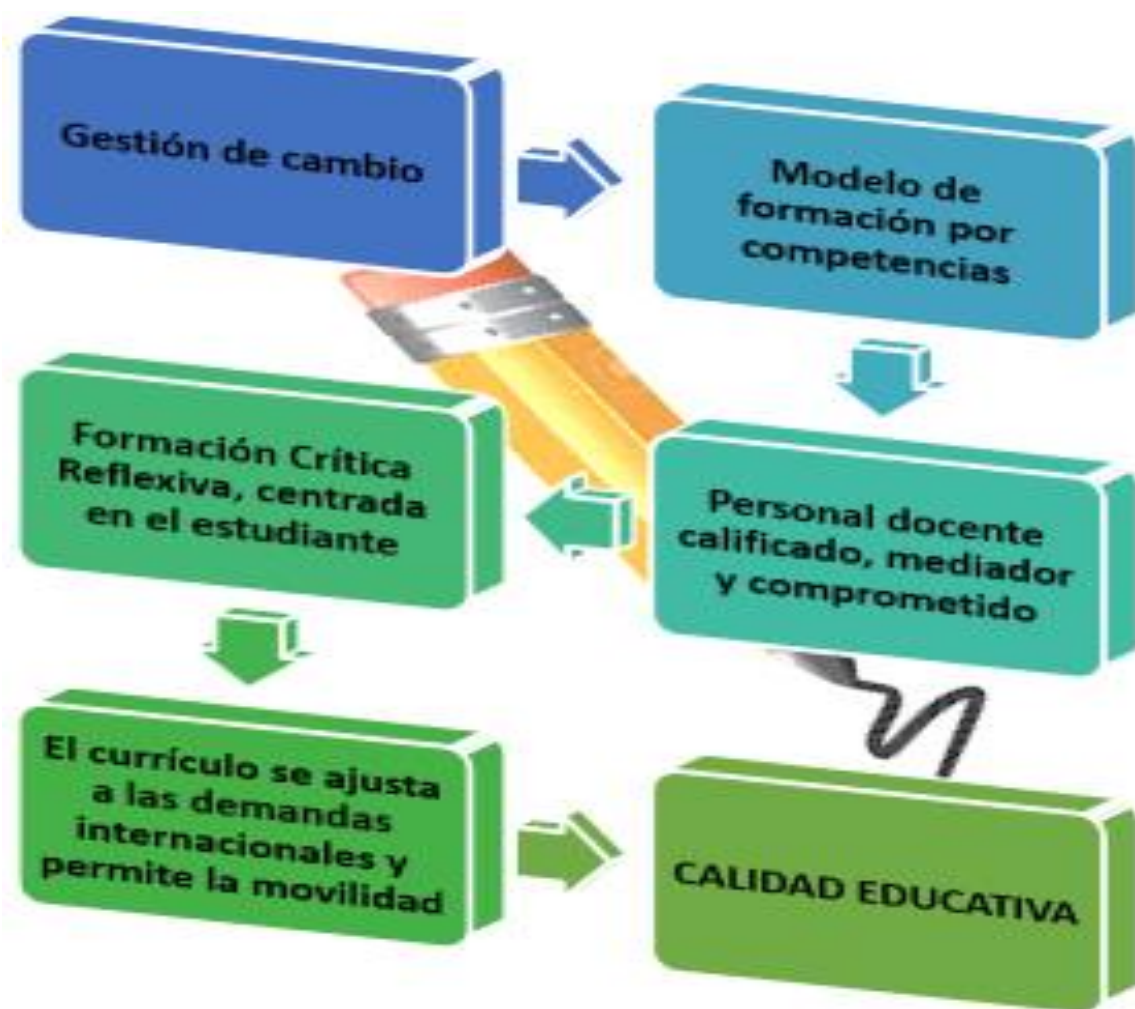 Gestión de cambio
Modelo de
formación por
competencias
Personal docente
calificado, mediador
y comprometido
Formación Crítica
Reflexiva, centrada
en el estudiante
El currículo se ajusta
a las demandas
internacionales y
permite la movilidad
CALIDAD EDUCATIVA